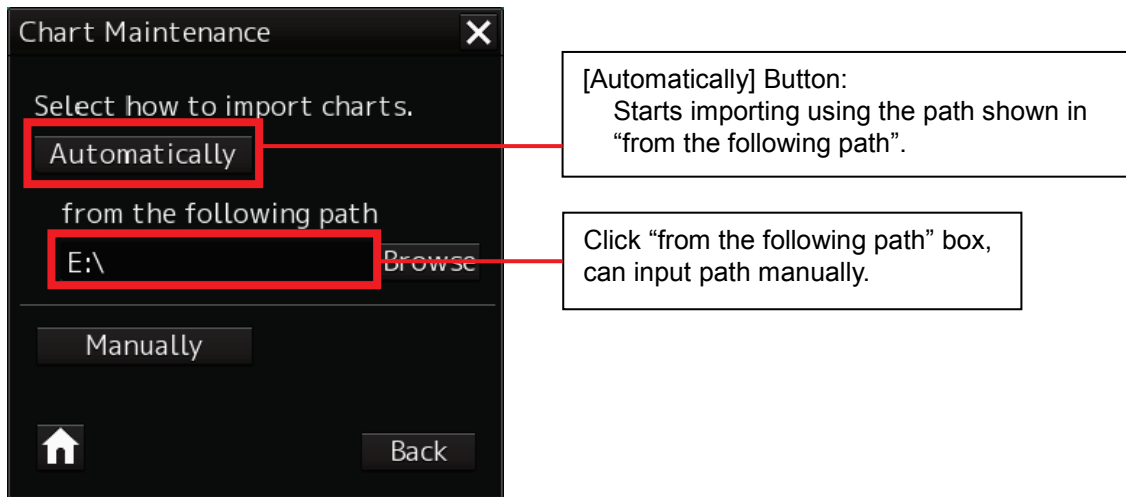 Chart Maintenance
Select how to import charts.
Automatically
from the following path
E:\
Browse
Manually
Back
[Automatically] Button:
Starts importing using the path shown in
“from the following path”.
Click “from the following path” box,
can input path manually.